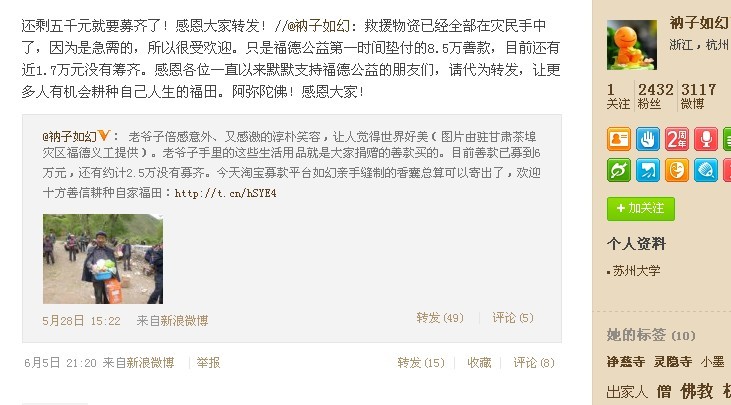 还剩五千元就要募齐了！感恩大家转发！//@衲子如幻: 救援物资已经全部在灾民手中
了，因为是急需的，所以很受欢迎。只是福德公益第一时间垫付的8.5万善款，目前还有
近1.7万元没有筹齐。感恩各位一直以来默默支持福德公益的朋友们，请代为转发，让更
多人有机会耕种自己人生的福田。阿弥陀佛！感恩大家！
@衲子如幻V： 老爷子倍感意外、又感激的淳朴笑容，让人觉得世界好美（图片由驻甘肃茶埠
灾区福德义工提供）。老爷子手里的这些生活用品就是大家捐赠的善款买的。目前善款已募到6
万元，还有约计2.5万没有募齐。今天淘宝募款平台如幻亲手缝制的香囊总算可以寄出了，欢迎
十方善信耕种自家福田：http://t.cn/hSYE4
5月28日 15:22 来自新浪微博 转发(49) 评论(5)
6月5日 21:20 来自新浪微博 举报 转发(15) 收藏 评论(8)
衲子如幻
浙江，杭州
1 2432 3117
关注 粉丝 微博
2周年
+ 加关注
个人资料
苏州大学
她的标签 (10)
净慈寺 灵隐寺 小墨
出家人 僧 佛教